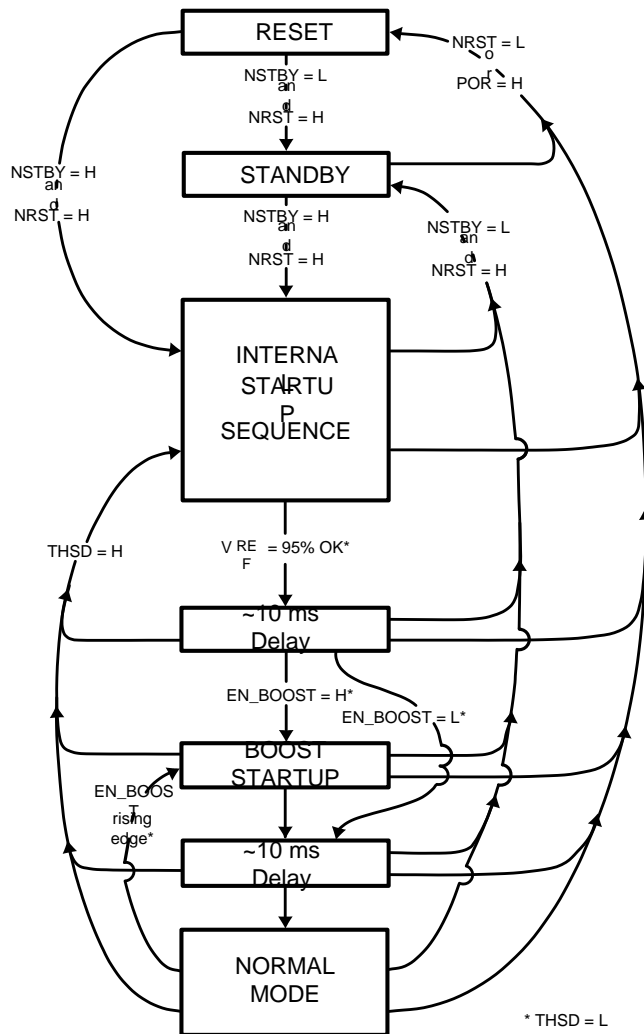 RESET
NRST = L
or
POR = H
NSTBY = L
and
NRST = H
NSTBY = H
and
NRST = H
STANDBY
NSTBY = H
and
NRST = H
NSTBY = L
and
NRST = H
INTERNAL
STARTUP
SEQUENCE
THSD = H
VREF = 95% OK*
~10 ms
Delay
EN_BOOST = H*
EN_BOOST = L*
BOOST
STARTUP
EN_BOOST
rising
edge*
~10 ms
Delay
NORMAL
MODE
* THSD = L